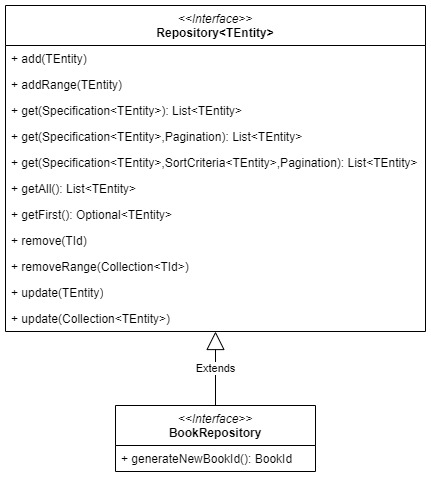 <<Interface>>
Repository<TEntity>
+ add(TEntity)
+ addRange(TEntity)
+ get(Specification<TEntity>): List<TEntity>
+ get(Specification<TEntity>,Pagination): List<TEntity>
+ get(Specification<TEntity>,SortCriteria<TEntity>,Pagination): List<TEntity>
+ getAll(): List<TEntity>
+ getFirst(): Optional<TEntity>
+ remove(TId)
+ removeRange(Collection<TId>)
+ update(TEntity)
+ update(Collection<TEntity>)
Extends
<<Interface>>
BookRepository
+ generateNewBookId(): BookId